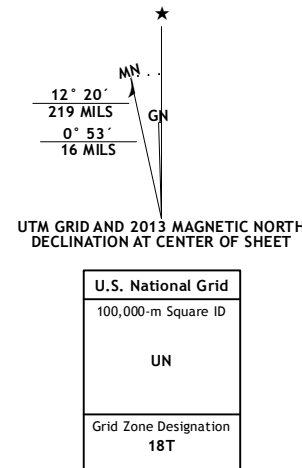 ★
MN
12° 20´
219 MILS
GN
0° 53´
16 MILS
UTM GRID AND 2013 MAGNETIC NORTH
DECLINATION AT CENTER OF SHEET
U.S. National Grid
100,000-m Square ID
UN
Grid Zone Designation
18T